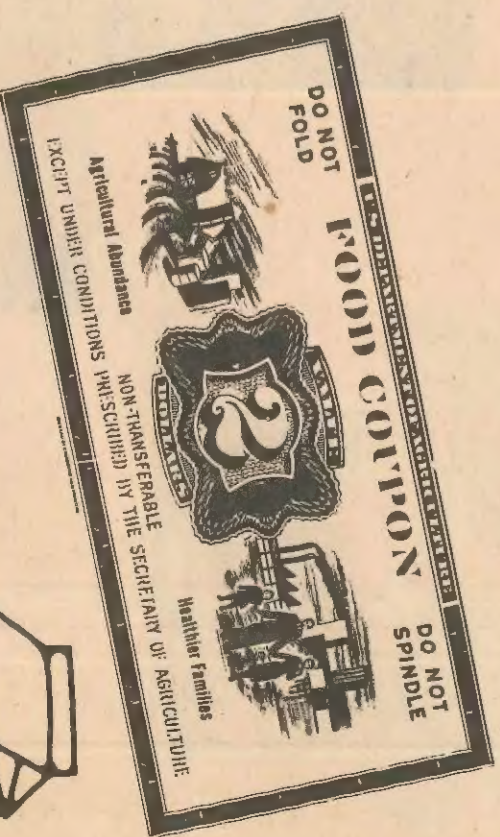 U.S. DEPARTMENT OF AGRICULTURE
DO NOT
FOLD
FOOD COUPON
DO NOT
SPINDLE
VALUE
2
DOLLARS
Agricultural Abundance
Healthier Families
NON-TRANSFERABLE
EXCEPT UNDER CONDITIONS PRESCRIBED BY THE SECRETARY OF AGRICULTURE